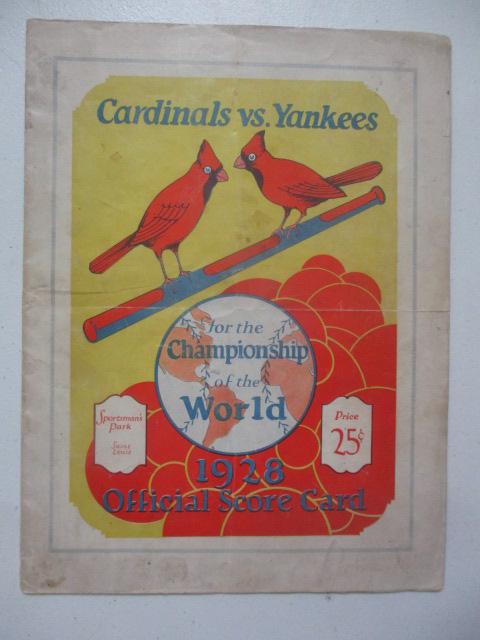 Cardinals vs. Yankees
for the
Championship
of the
World
Sportsman's
Park
Saint
Louis
Price
25¢
1928
Official Score Card